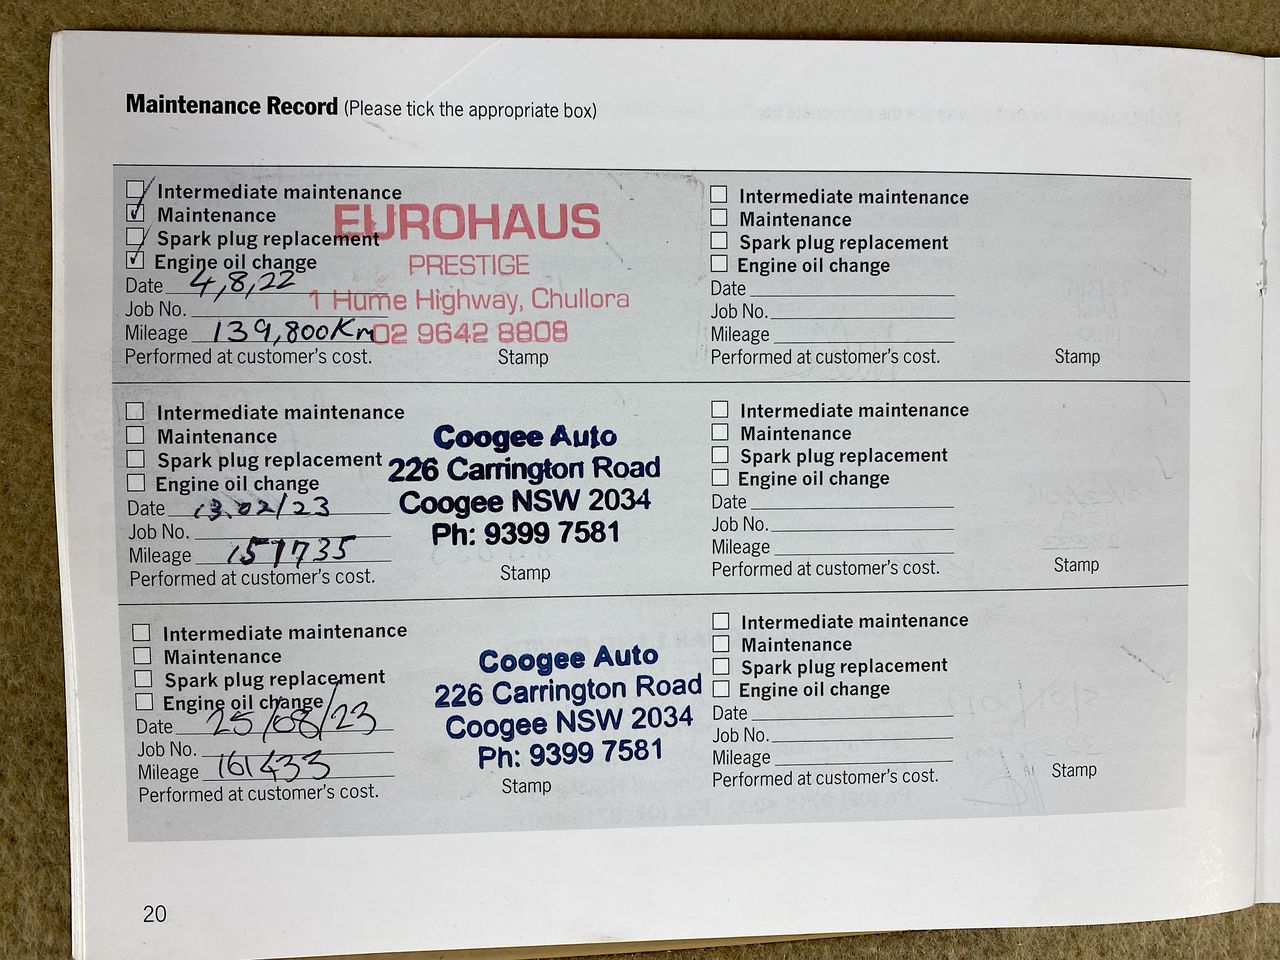 Maintenance Record (Please tick the appropriate box)
Intermediate maintenance
Maintenance
Spark plug replacement
Engine oil change
Date 4,8,22
Job No.
Mileage 139,800Km
Performed at customer's cost.
EUROHAUS
PRESTIGE
1 Hume Highway, Chullora
02 9642 8808
Stamp
Intermediate maintenance
Maintenance
Spark plug replacement
Engine oil change
Date 13.02/23
Job No.
Mileage 157735
Performed at customer's cost.
Coogee Auto
226 Carrington Road
Coogee NSW 2034
Ph: 9399 7581
Stamp
Intermediate maintenance
Maintenance
Spark plug replacement
Engine oil change
Date 25/08/23
Job No.
Mileage 161433
Performed at customer's cost.
Coogee Auto
226 Carrington Road
Coogee NSW 2034
Ph: 9399 7581
Stamp
Intermediate maintenance
Maintenance
Spark plug replacement
Engine oil change
Date
Job No.
Mileage
Performed at customer's cost.
Stamp
Intermediate maintenance
Maintenance
Spark plug replacement
Engine oil change
Date
Job No.
Mileage
Performed at customer's cost.
Stamp
Intermediate maintenance
Maintenance
Spark plug replacement
Engine oil change
Date
Job No.
Mileage
Performed at customer's cost.
Stamp
20